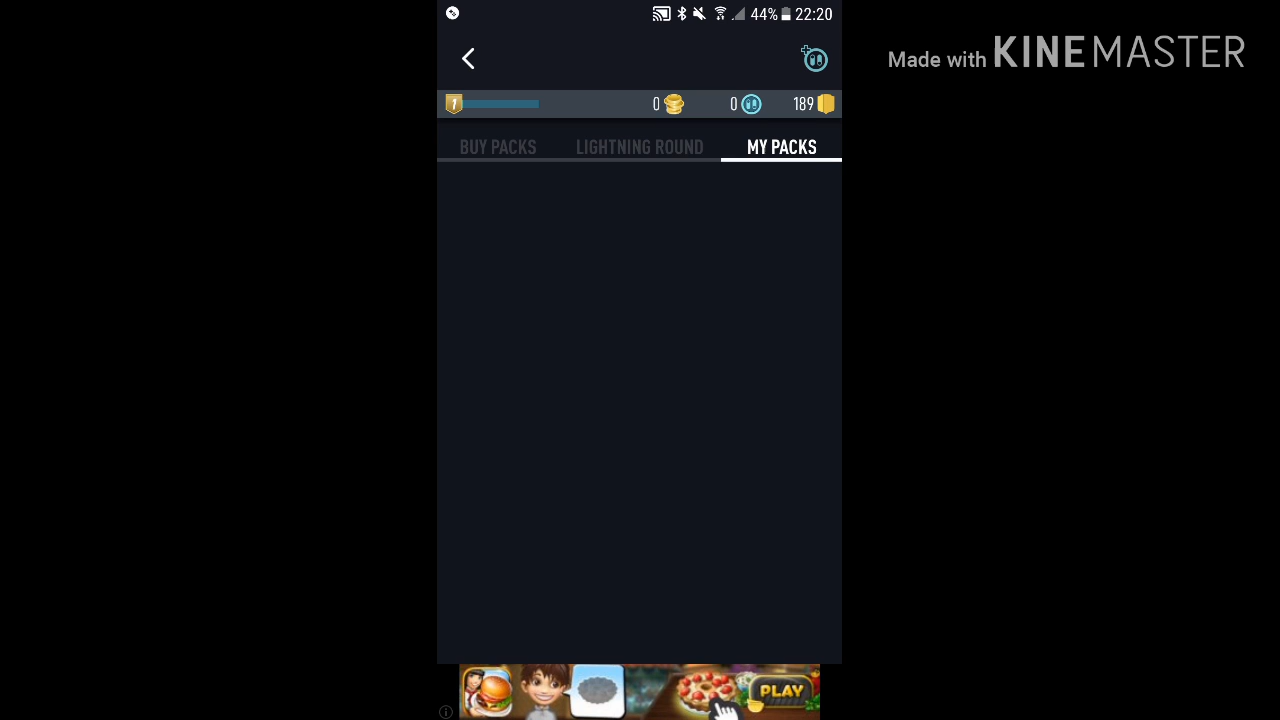 44% 22:20
Made with KINEMASTER
0 0 189
BUY PACKS LIGHTNING ROUND MY PACKS
PLAY